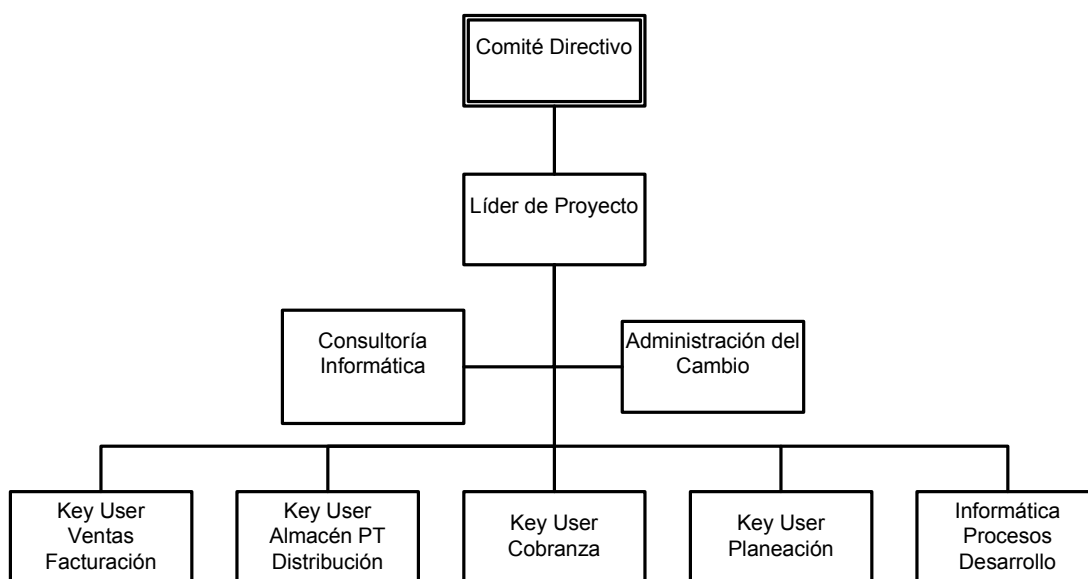 Comité Directivo
Líder de Proyecto
Consultoría
Informática
Administración del
Cambio
Key User
Ventas
Facturación
Key User
Almacén PT
Distribución
Key User
Cobranza
Key User
Planeación
Informática
Procesos
Desarrollo